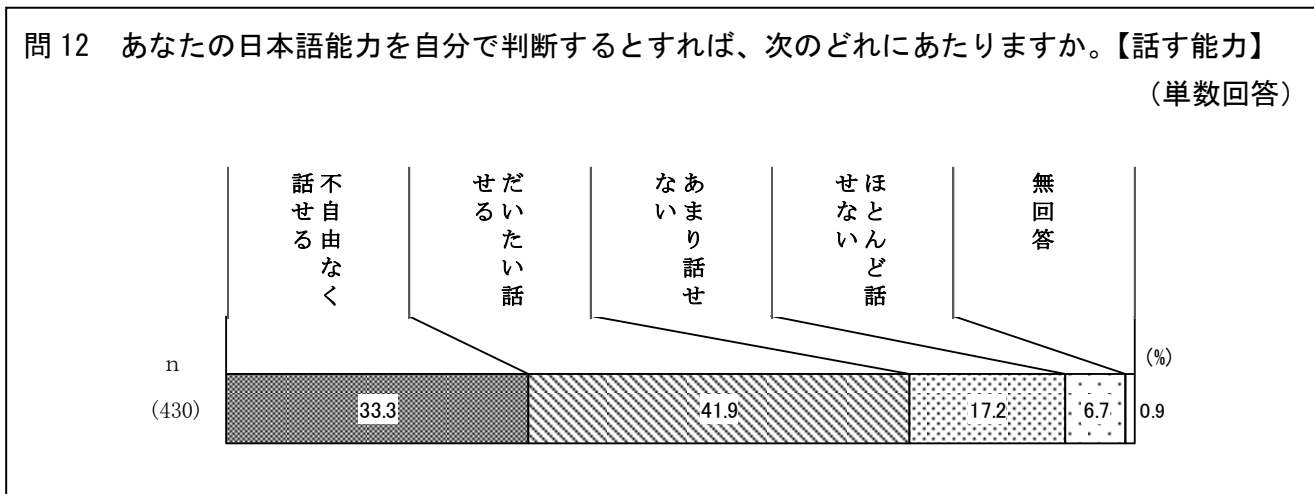 問12　あなたの日本語能力を自分で判断するとすれば、次のどれにあたりますか。【話す能力】
（単数回答）
不自由なく
話せる
だいたい話
せる
あまり話せ
ない
ほとんど話
せない
無回答
(%)
n
(430)
33.3
41.9
17.2
6.7
0.9